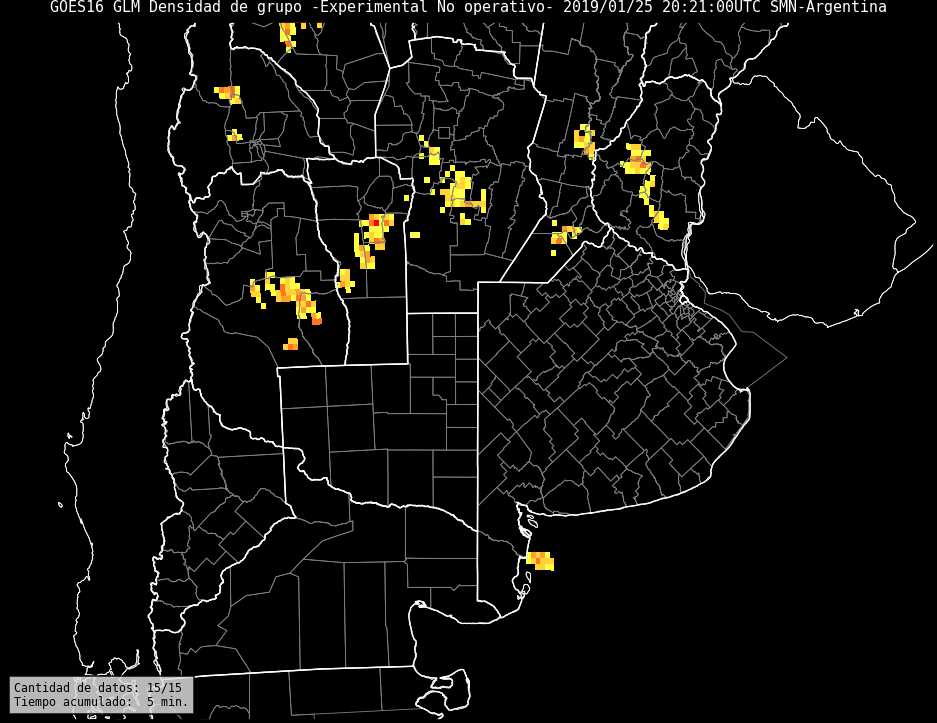 GOES16 GLM Densidad de grupo -Experimental No operativo- 2019/01/25 20:21:00UTC SMN-Argentina
Cantidad de datos: 15/15
Tiempo acumulado:  5 min.